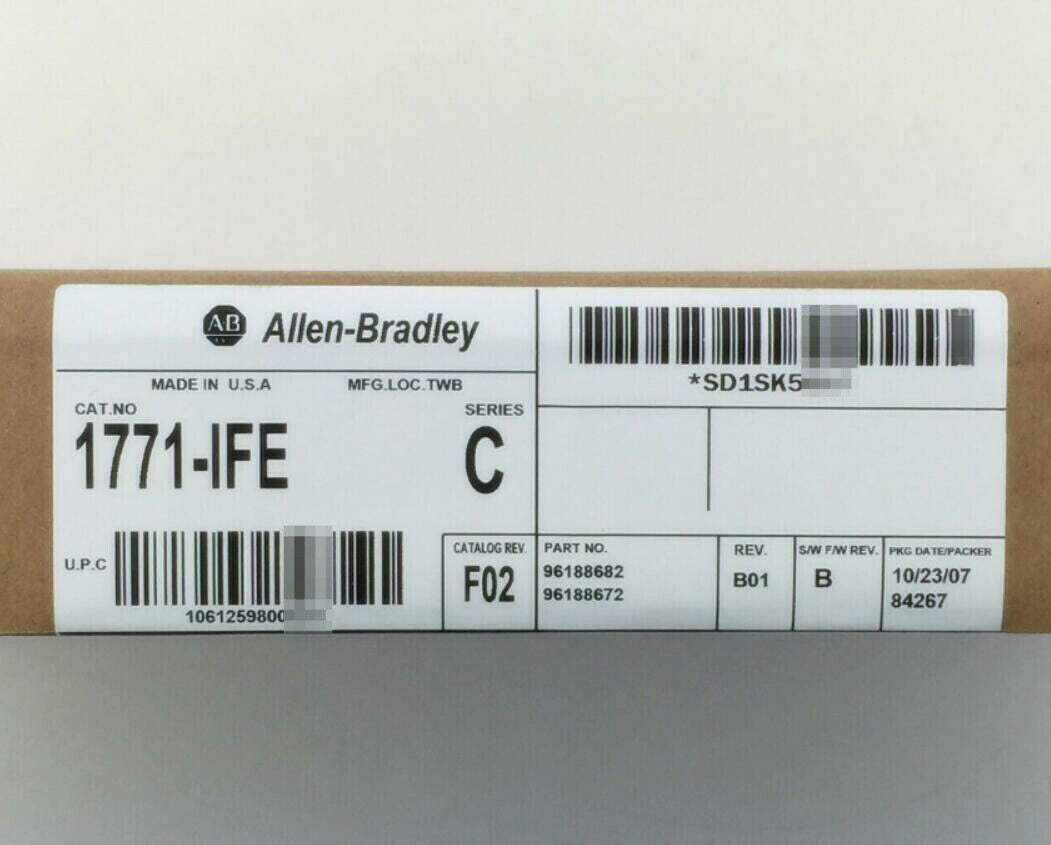 AB Allen-Bradley
MADE IN U.S.A MFG.LOC.TWB
CAT.NO SERIES
1771-IFE C
U.P.C
1061259800
*SD1SK5
CATALOG REV.
F02
PART NO.
96188682
96188672
REV.
B01
S/W F/W REV.
B
PKG DATE/PACKER
10/23/07
84267